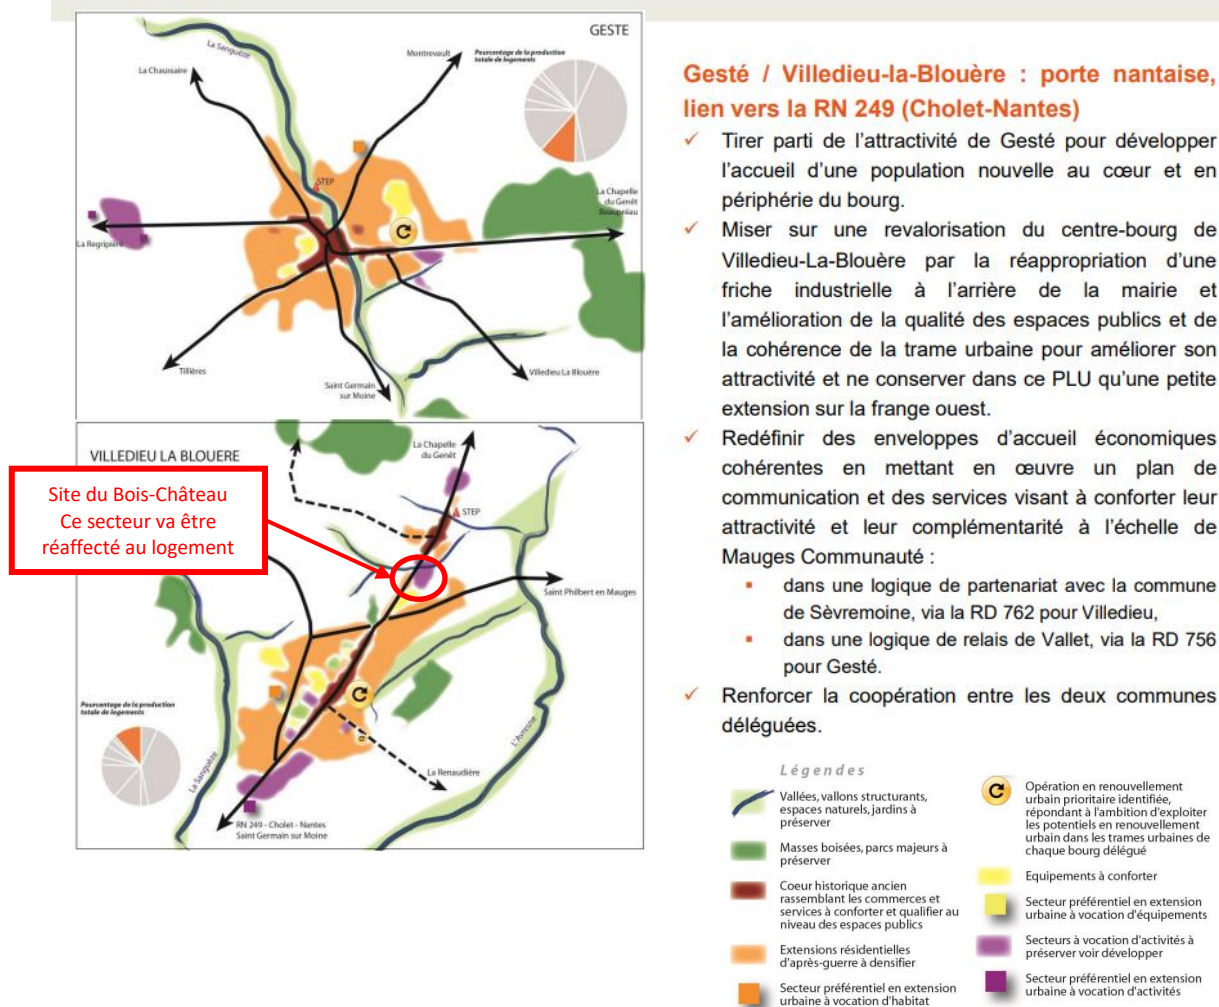 GESTE
La Sanguèze
Montrevault
Pourcentage de la production
totale de logements
La Chaussaire
STEP
La Chapelle
du Genêt
Beaupréau
La Regripière
Tillières
Saint Germain
sur Moine
Villedieu La Blouère
VILLEDIEU LA BLOUERE
La Chapelle
du Genêt
Site du Bois-Château
Ce secteur va être
réaffecté au logement
STEP
Saint Philbert en Mauges
Pourcentage de la production
totale de logements
La Sanguèze
L'Avresne
La Renaudière
RN 249 - Cholet - Nantes
Saint Germain sur Moine
Gesté / Villedieu-la-Blouère : porte nantaise,
lien vers la RN 249 (Cholet-Nantes)
✓ Tirer parti de l'attractivité de Gesté pour développer
l'accueil d'une population nouvelle au cœur et en
périphérie du bourg.
✓ Miser sur une revalorisation du centre-bourg de
Villedieu-La-Blouère par la réappropriation d'une
friche industrielle à l'arrière de la mairie et
l'amélioration de la qualité des espaces publics et de
la cohérence de la trame urbaine pour améliorer son
attractivité et ne conserver dans ce PLU qu'une petite
extension sur la frange ouest.
✓ Redéfinir des enveloppes d'accueil économiques
cohérentes en mettant en œuvre un plan de
communication et des services visant à conforter leur
attractivité et leur complémentarité à l'échelle de
Mauges Communauté :
▪ dans une logique de partenariat avec la commune
de Sèvremoine, via la RD 762 pour Villedieu,
▪ dans une logique de relais de Vallet, via la RD 756
pour Gesté.
✓ Renforcer la coopération entre les deux communes
déléguées.
Légendes
Vallées, vallons structurants,
espaces naturels, jardins à
préserver
Masses boisées, parcs majeurs à
préserver
Coeur historique ancien
rassemblant les commerces et
services à conforter et qualifier au
niveau des espaces publics
Extensions résidentielles
d'après-guerre à densifier
Secteur préférentiel en extension
urbaine à vocation d'habitat
Opération en renouvellement
urbain prioritaire identifiée,
répondant à l'ambition d'exploiter
les potentiels en renouvellement
urbain dans les trames urbaines de
chaque bourg délégué
Equipements à conforter
Secteur préférentiel en extension
urbaine à vocation d'équipements
Secteurs à vocation d'activités à
préserver voir développer
Secteur préférentiel en extension
urbaine à vocation d'activités